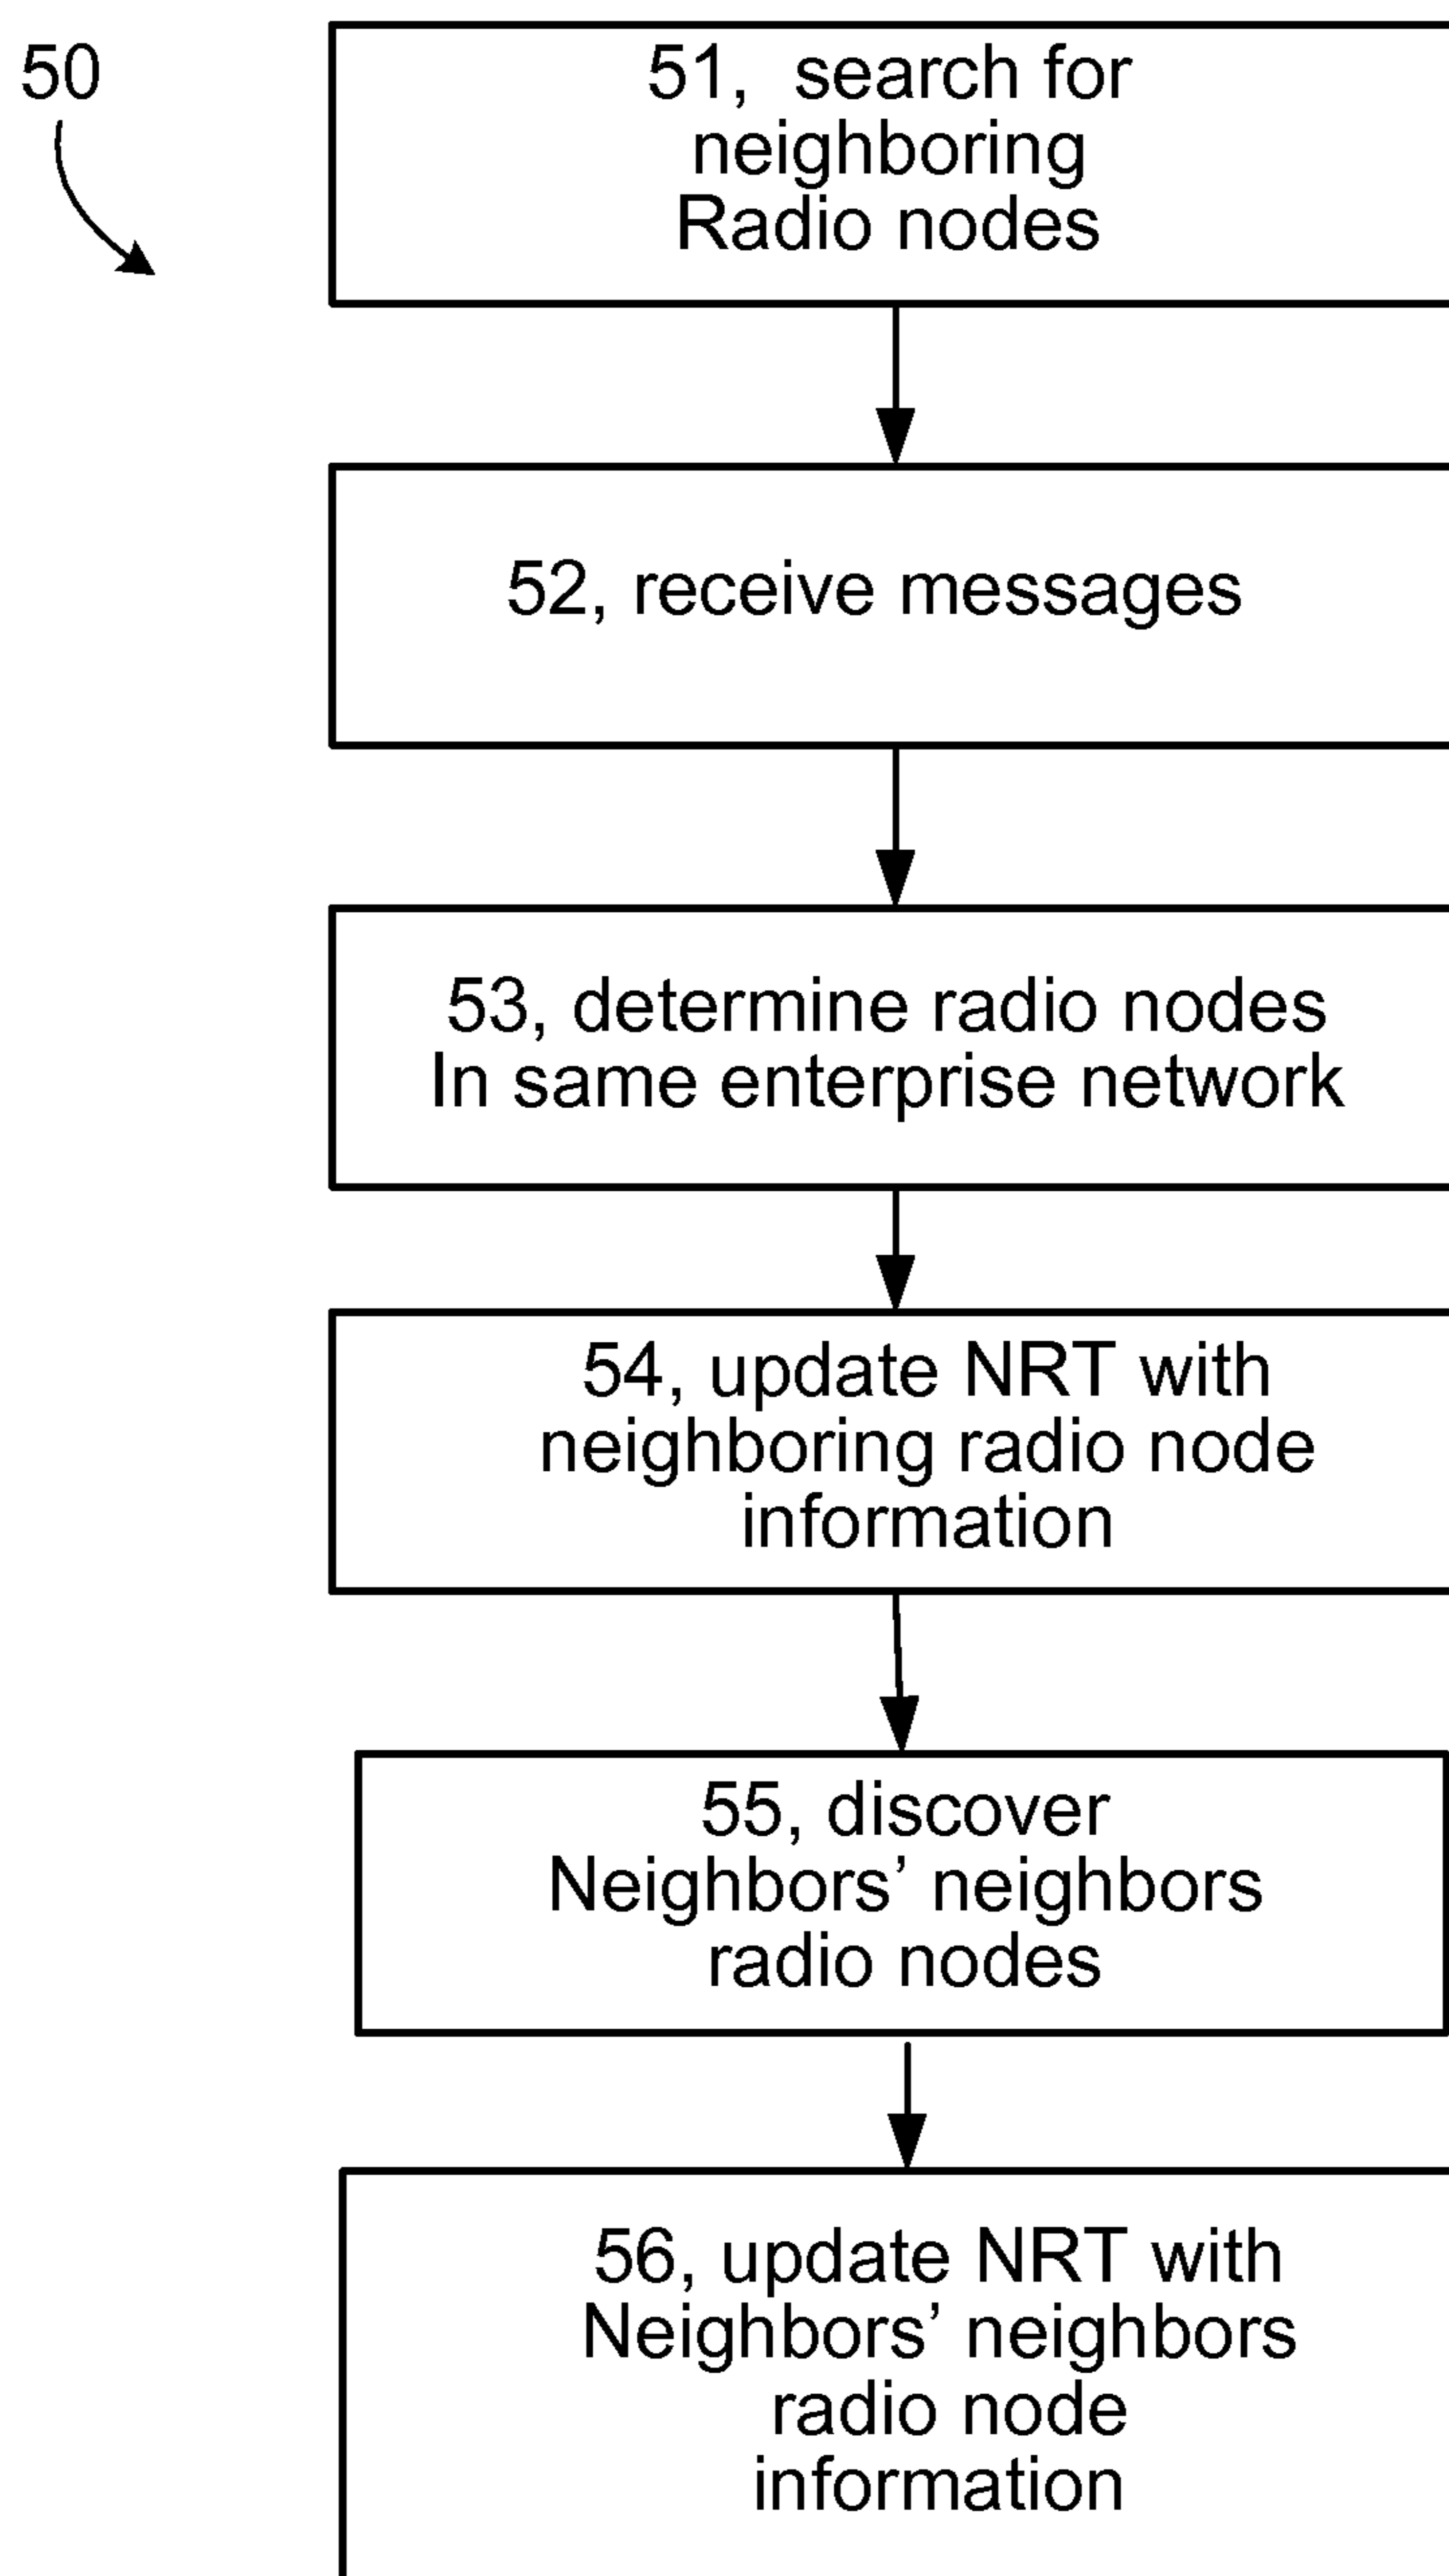 50
51, search for
neighboring
Radio nodes
52, receive messages
53, determine radio nodes
In same enterprise network
54, update NRT with
neighboring radio node
information
55, discover
Neighbors’ neighbors
radio nodes
56, update NRT with
Neighbors’ neighbors
radio node
information